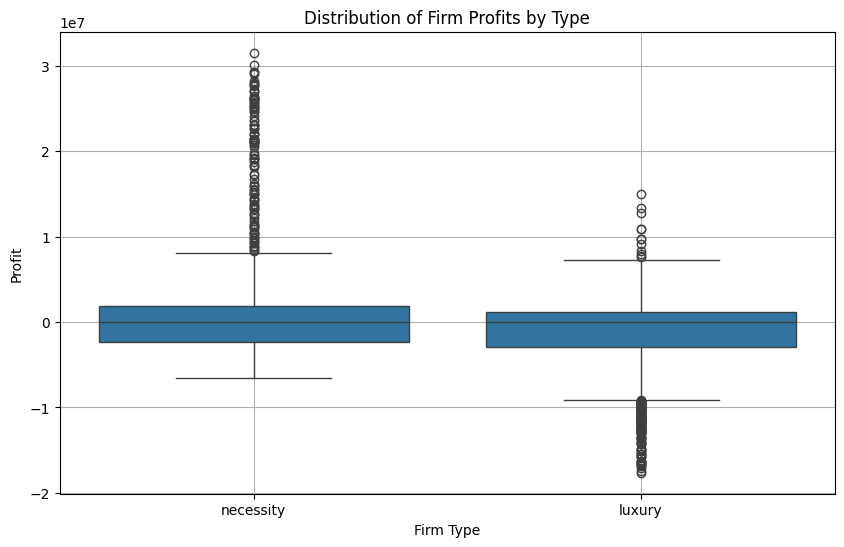 Distribution of Firm Profits by Type
1e7
3
2
1
0
−1
−2
Profit
necessity
luxury
Firm Type